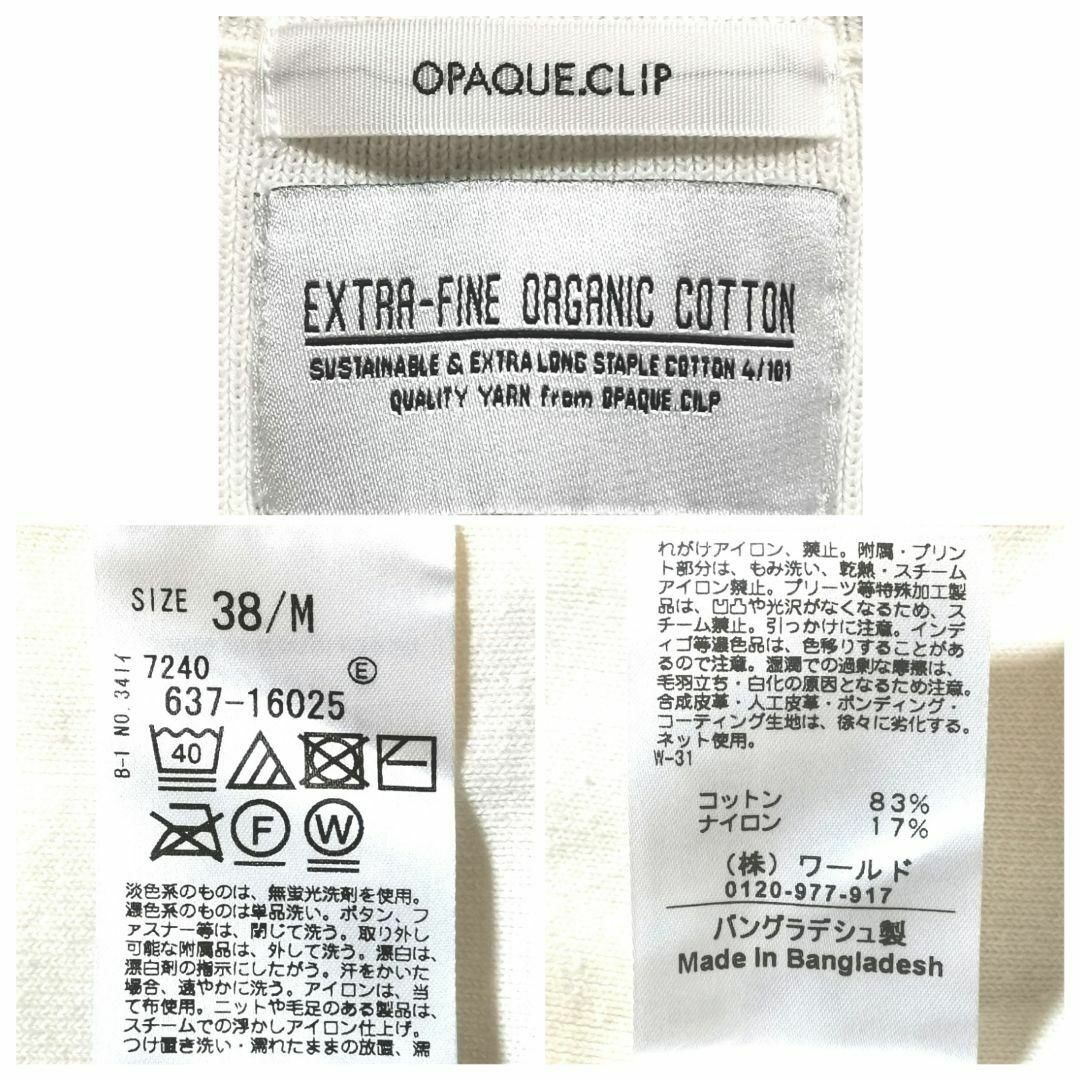 OPAQUE.CLIP
EXTRA-FINE ORGANIC COTTON
SUSTAINABLE & EXTRA LONG STAPLE COTTON 4/101
QUALITY YARN from OPAQUE.CILP
SIZE 38/M
7240 E
637-16025
B-1 NO.341イ
40
F W
淡色系のものは、無蛍光洗剤を使用。
濃色系のものは単品洗い。ボタン、フ
ァスナー等は、閉じて洗う。取り外し
可能な附属品は、外して洗う。漂白は、
漂白剤の指示にしたがう。汗をかいた
場合、速やかに洗う。アイロンは、当
て布使用。ニットや毛足のある製品は、
スチームでの浮かしアイロン仕上げ。
つけ置き洗い・濡れたままの放置、濡
れがけアイロン、禁止。附属・プリン
ト部分は、もみ洗い、乾熱・スチーム
アイロン禁止。プリーツ等特殊加工製
品は、凹凸や光沢がなくなるため、ス
チーム禁止。引っかけに注意。インデ
ィゴ等濃色品は、色移りすることがあ
るので注意。湿潤での過剰な摩擦は、
毛羽立ち・白化の原因となるため注意。
合成皮革・人工皮革・ボンディング・
コーティング生地は、徐々に劣化する。
ネット使用。
W-31
コットン 83%
ナイロン 17%
(株) ワールド
0120-977-917
バングラデシュ製
Made In Bangladesh